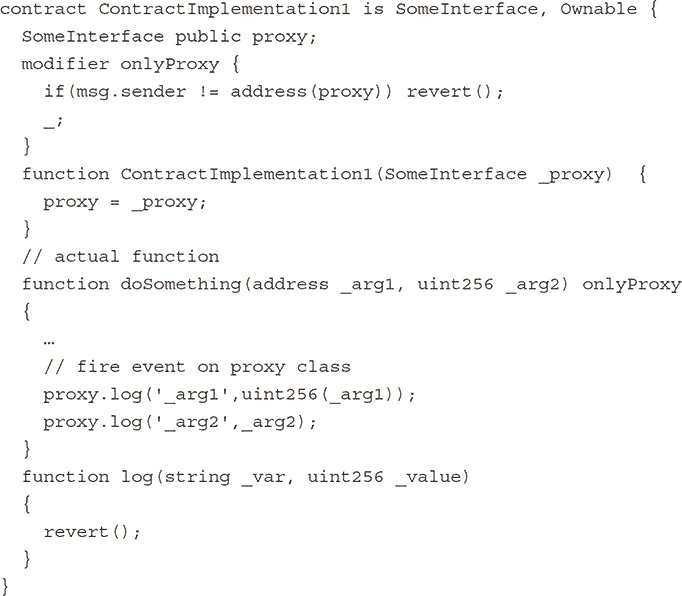 contract ContractImplementation1 is SomeInterface, Ownable {
  SomeInterface public proxy;
  modifier onlyProxy {
    if(msg.sender != address(proxy)) revert();
    _;
  }
  function ContractImplementation1(SomeInterface _proxy)  {
    proxy = _proxy;
  }
  // actual function
  function doSomething(address _arg1, uint256 _arg2) onlyProxy
  {
    …
    // fire event on proxy class
    proxy.log('_arg1',uint256(_arg1));
    proxy.log('_arg2',_arg2);
  }
  function log(string _var, uint256 _value)
  {
    revert();
  }
}